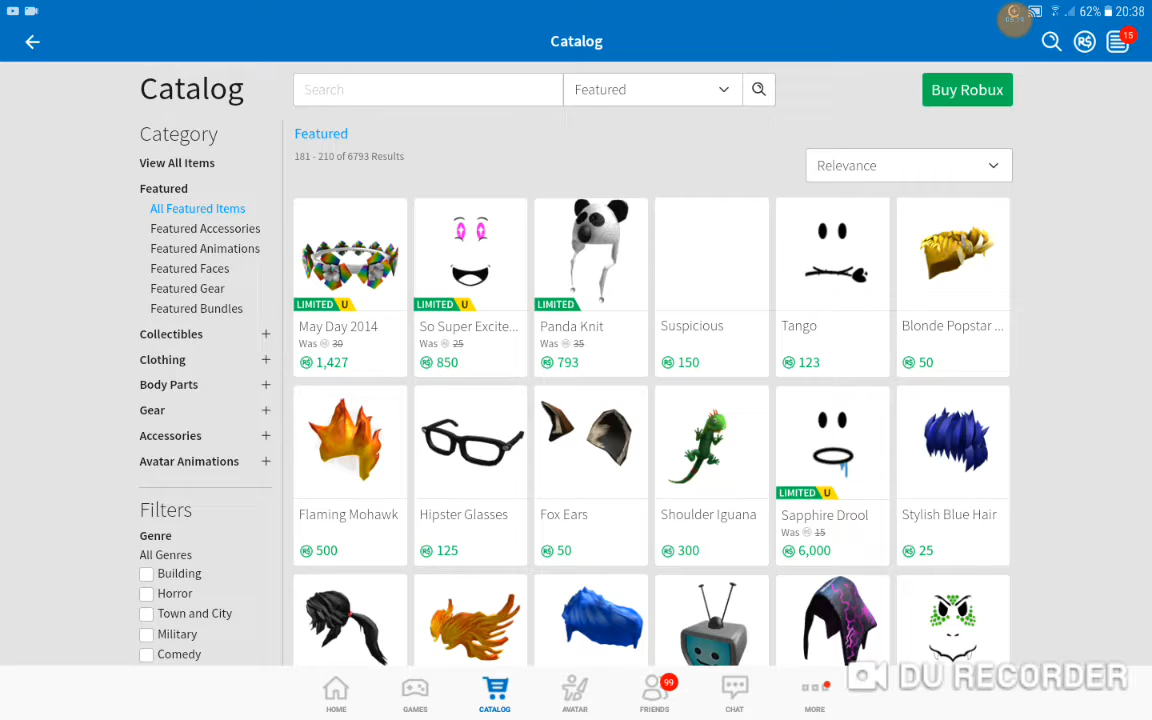 62% 20:38
Catalog
15
Catalog
Search
Featured
Buy Robux
Category
View All Items
Featured
All Featured Items
Featured Accessories
Featured Animations
Featured Faces
Featured Gear
Featured Bundles
Collectibles +
Clothing +
Body Parts +
Gear +
Accessories +
Avatar Animations +
Filters
Genre
All Genres
Building
Horror
Town and City
Military
Comedy
Featured
181 - 210 of 6793 Results
Relevance
LIMITED U
May Day 2014
Was R$ 30
R$ 1,427
LIMITED U
So Super Excite...
Was R$ 25
R$ 850
LIMITED
Panda Knit
Was R$ 35
R$ 793
Suspicious
R$ 150
Tango
R$ 123
Blonde Popstar ...
R$ 50
Flaming Mohawk
R$ 500
Hipster Glasses
R$ 125
Fox Ears
R$ 50
Shoulder Iguana
R$ 300
LIMITED U
Sapphire Drool
Was R$ 15
R$ 6,000
Stylish Blue Hair
R$ 25
DU RECORDER
HOME
GAMES
CATALOG
AVATAR
99
FRIENDS
CHAT
MORE